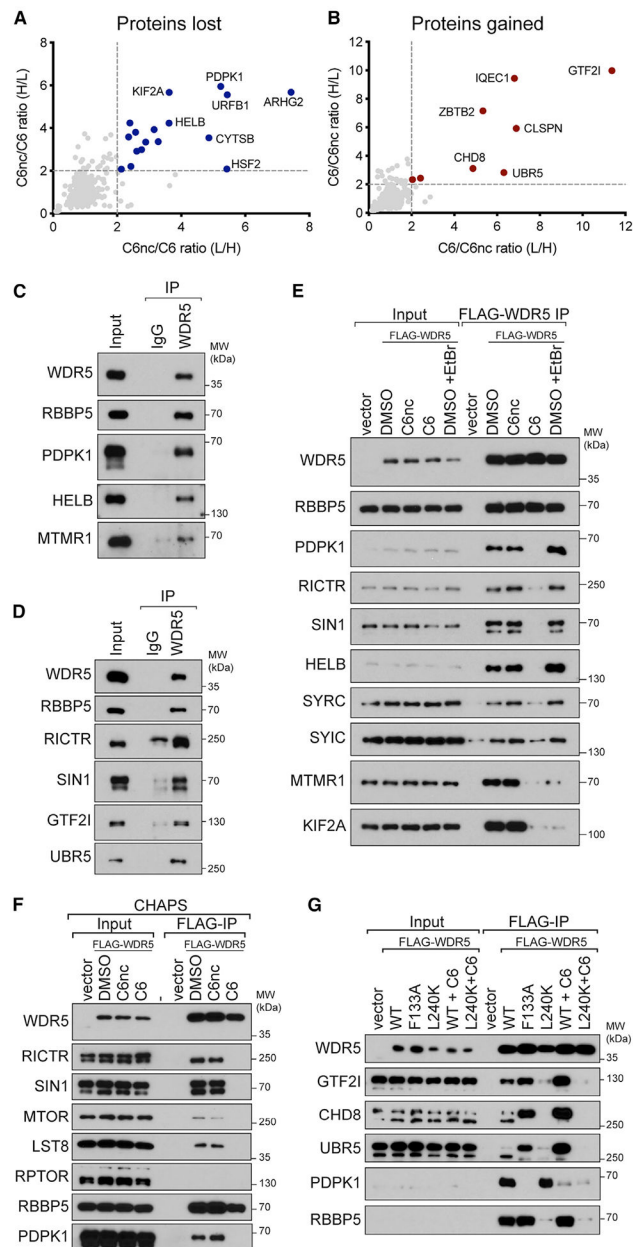 A
Proteins lost
C6nc/C6 ratio (H/L)
8
6
4
2
0
0 2 4 6 8
C6nc/C6 ratio (L/H)
KIF2A
PDPK1
URFB1
ARHG2
HELB
CYTSB
HSF2
B
Proteins gained
C6/C6nc ratio (H/L)
12
10
8
6
4
2
0
0 2 4 6 8 10 12
C6/C6nc ratio (L/H)
IQEC1
GTF2I
ZBTB2
CLSPN
CHD8
UBR5
C
IP
Input IgG WDR5
MW (kDa)
WDR5 35
RBBP5 70
PDPK1 70
HELB 130
MTMR1 70
D
IP
Input IgG WDR5
MW (kDa)
WDR5 35
RBBP5 70
RICTR 250
SIN1 70
GTF2I 130
UBR5 250
E
Input FLAG-WDR5 IP
FLAG-WDR5 FLAG-WDR5
vector DMSO C6nc C6 DMSO +EtBr vector DMSO C6nc C6 DMSO +EtBr
MW (kDa)
WDR5 35
RBBP5 70
PDPK1 70
RICTR 250
SIN1 70
HELB 130
SYRC 70
SYIC 130
MTMR1 70
KIF2A 100
F
CHAPS
Input FLAG-IP
FLAG-WDR5 FLAG-WDR5
vector DMSO C6nc C6 - vector DMSO C6nc C6
MW (kDa)
WDR5 35
RICTR 250
SIN1 70
MTOR 250
LST8 35
RPTOR 130
RBBP5 70
PDPK1 70
G
Input FLAG-IP
FLAG-WDR5 FLAG-WDR5
vector WT F133A L240K WT + C6 L240K+C6 vector WT F133A L240K WT + C6 L240K+C6
MW (kDa)
WDR5 35
GTF2I 130
CHD8 250
UBR5 250
PDPK1 70
RBBP5 70